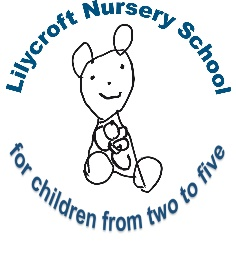 Lilycroft Nursery School
for children from two to five